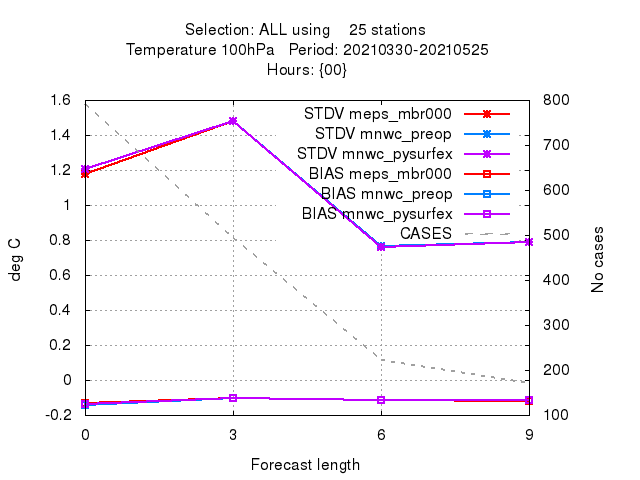 Selection: ALL using 25 stations
Temperature 100hPa Period: 20210330-20210525
Hours: {00}
1.6
1.4
1.2
1
0.8
0.6
0.4
0.2
0
-0.2
deg C
STDV meps_mbr000
STDV mnwc_preop
STDV mnwc_pysurfex
BIAS meps_mbr000
BIAS mnwc_preop
BIAS mnwc_pysurfex
CASES
800
700
600
500
400
300
200
100
No cases
0 3 6 9
Forecast length